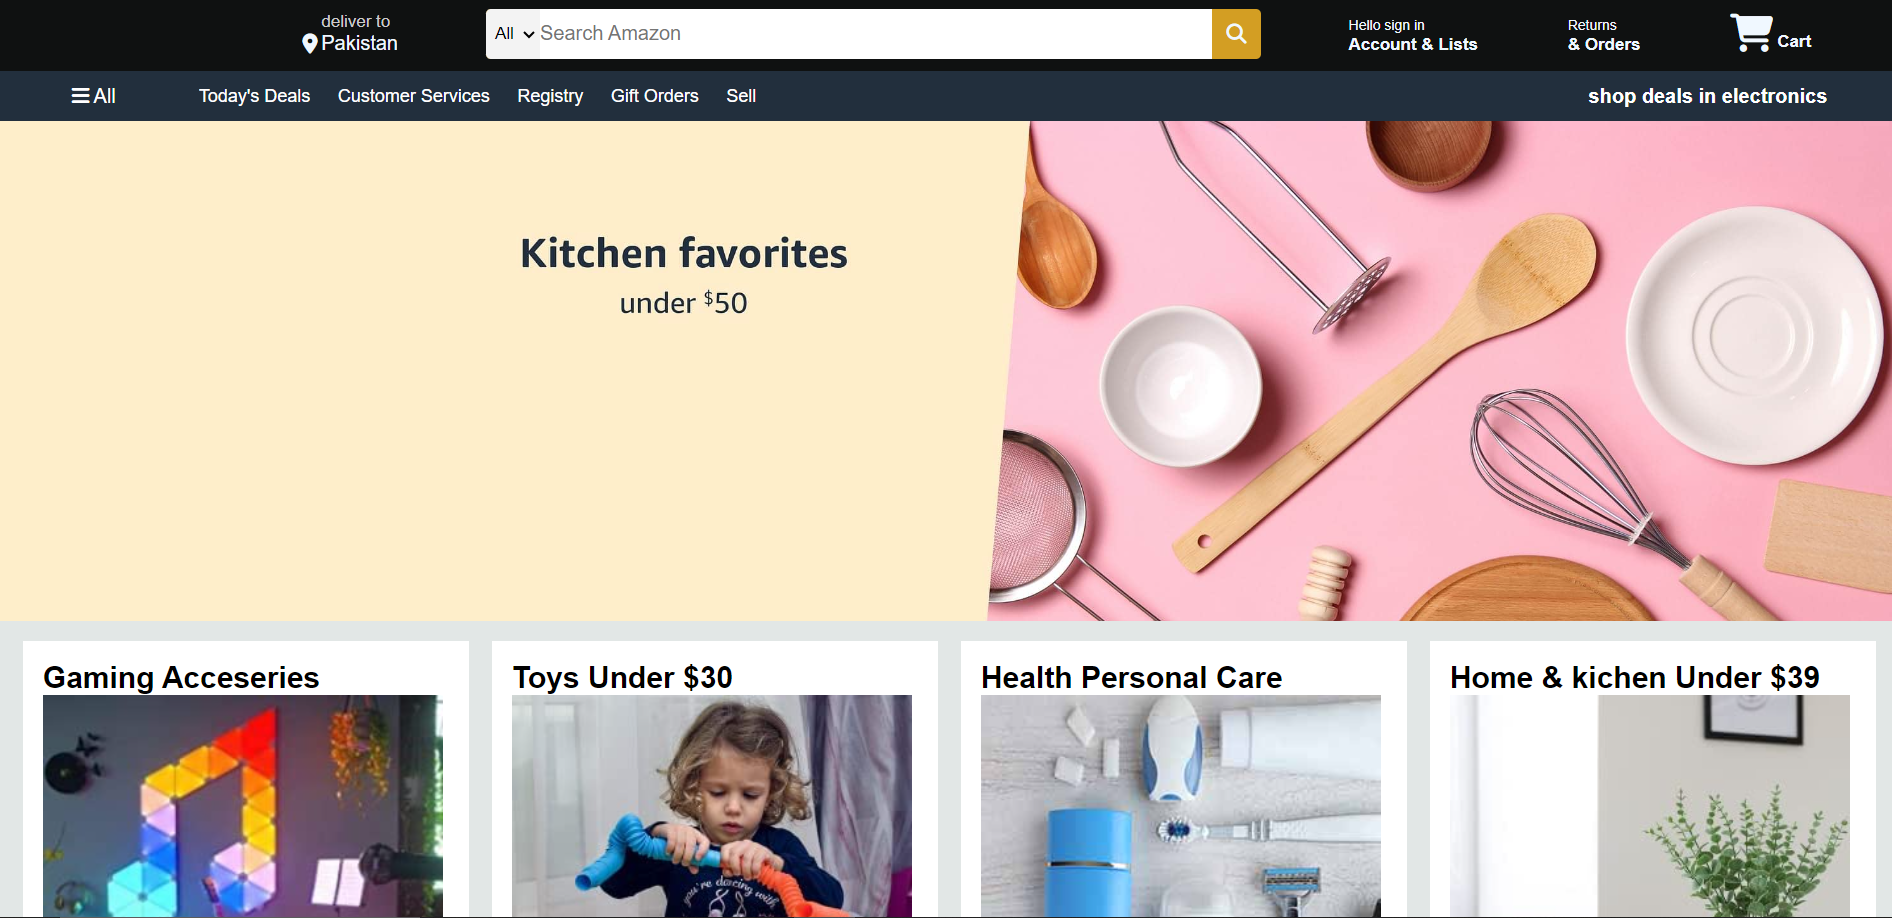 deliver to
Pakistan
All
Search Amazon
Hello sign in
Account & Lists
Returns
& Orders
Cart
All
Today's Deals
Customer Services
Registry
Gift Orders
Sell
shop deals in electronics
Kitchen favorites
under $50
Gaming Acceseries
Toys Under $30
Health Personal Care
Home & kichen Under $39
you're dancing with